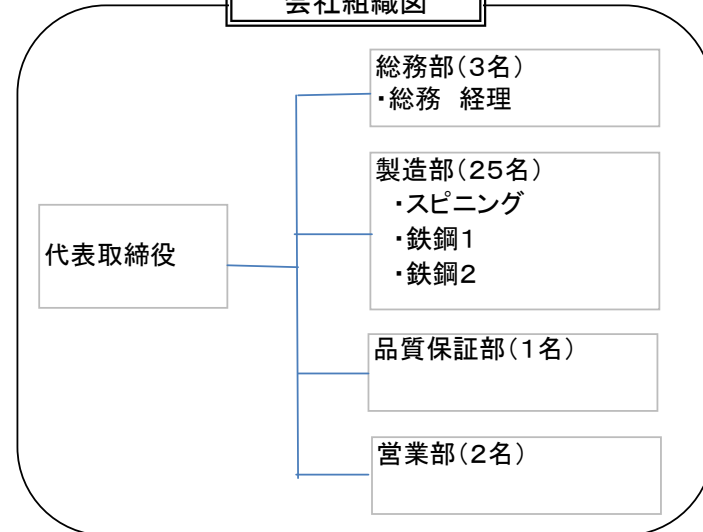 会社組織図
総務部（3名）
・総務　経理
製造部（25名）
・スピニング
・鉄鋼1
・鉄鋼2
代表取締役
品質保証部（1名）
営業部（2名）